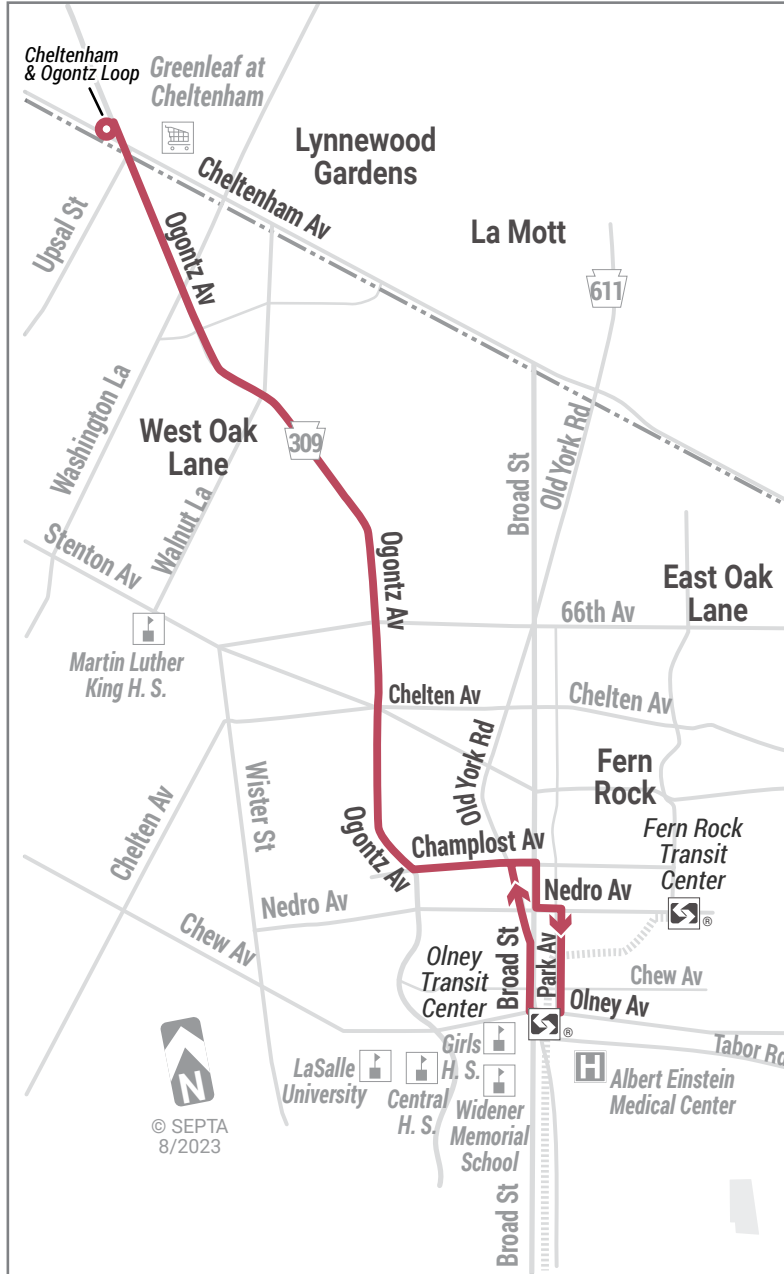 Cheltenham
& Ogontz Loop
Greenleaf at
Cheltenham
Lynnewood
Gardens
Cheltenham Av
La Mott
Upsal St
Ogontz Av
611
Washington La
West Oak
Lane
309
Old York Rd
Broad St
Walnut La
Stenton Av
Ogontz Av
East Oak
Lane
66th Av
Martin Luther
King H. S.
Chelten Av
Chelten Av
Old York Rd
Fern
Rock
Chelten Av
Wister St
Ogontz Av
Champlost Av
Fern Rock
Transit
Center
Nedro Av
Nedro Av
®
Chew Av
Olney
Transit
Center
Broad St
Park Av
Chew Av
Olney Av
®
N
© SEPTA
8/2023
LaSalle
University
Central
H. S.
Girls
H. S.
Widener
Memorial
School
H
Albert Einstein
Medical Center
Tabor Rd
Broad St